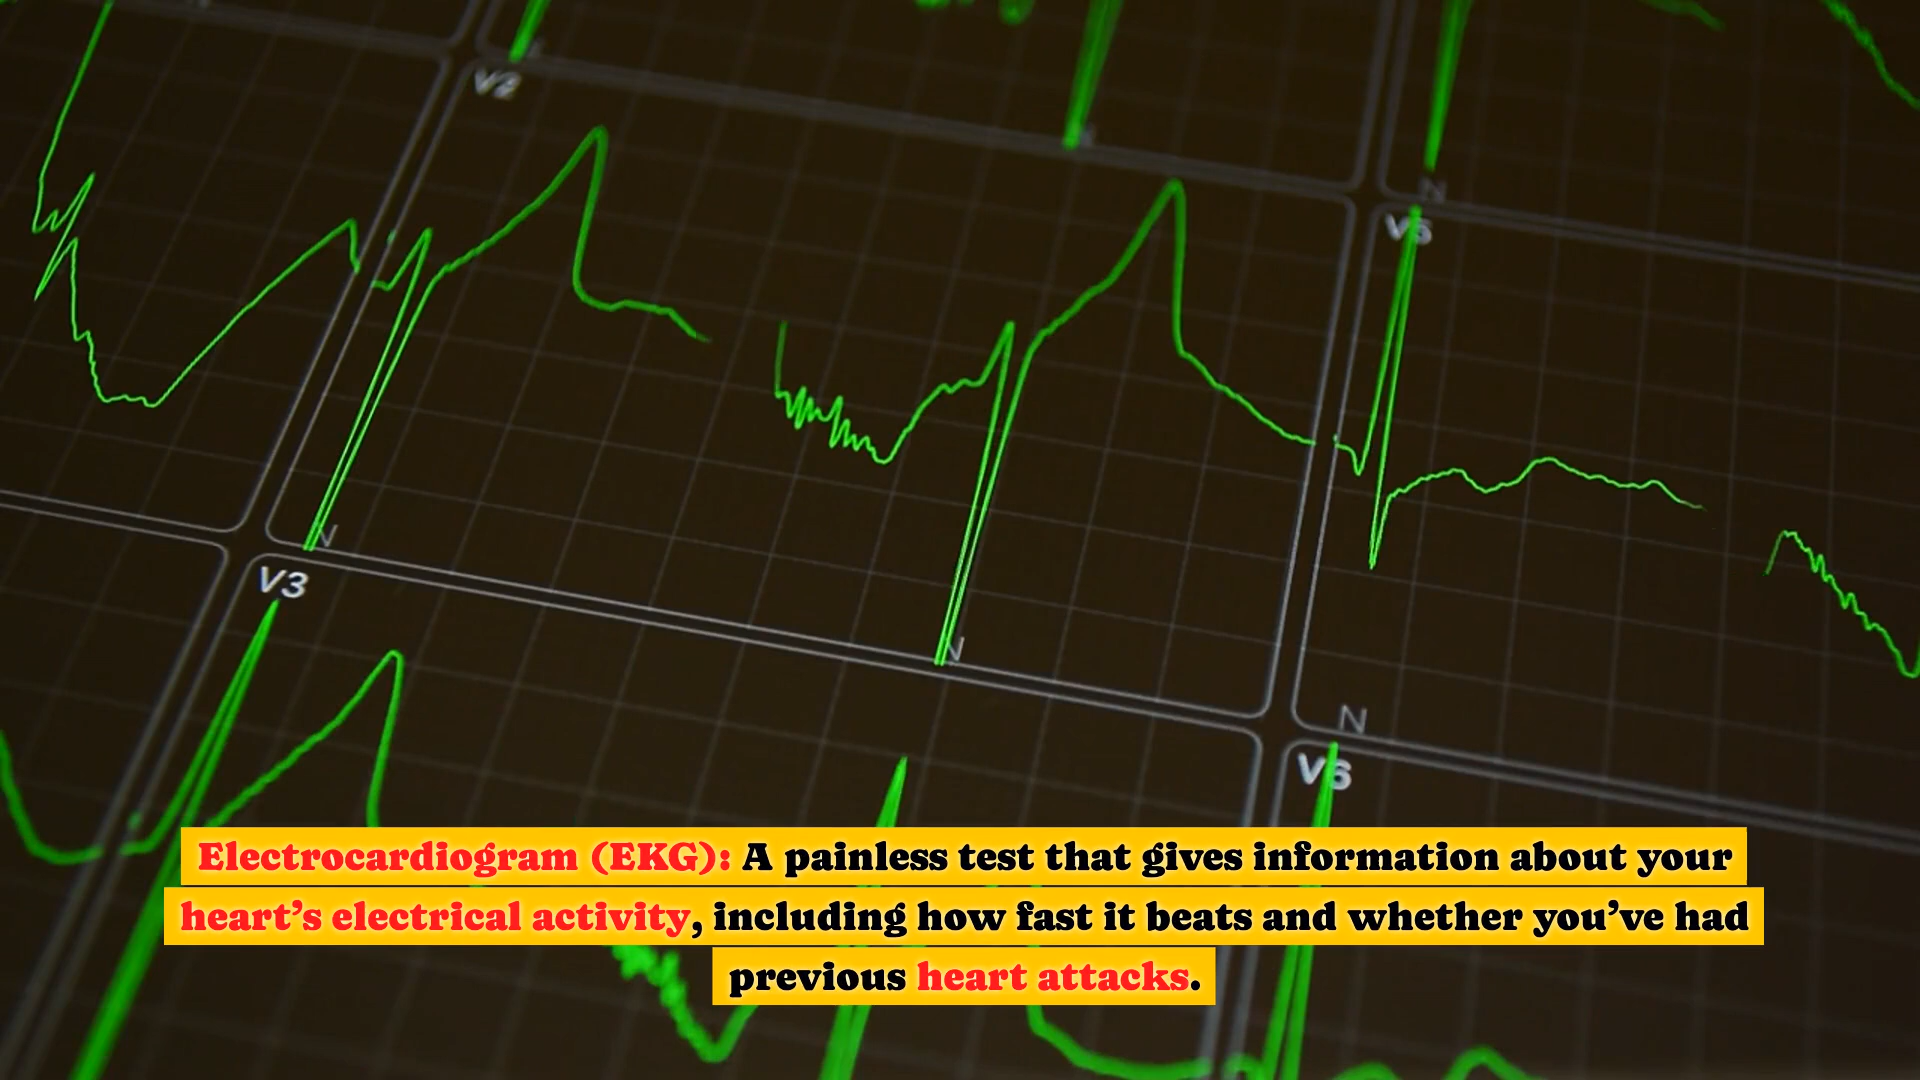 V2
N
V5
N
V3
N
N
V6
Electrocardiogram (EKG): A painless test that gives information about your
heart’s electrical activity, including how fast it beats and whether you’ve had
previous heart attacks.